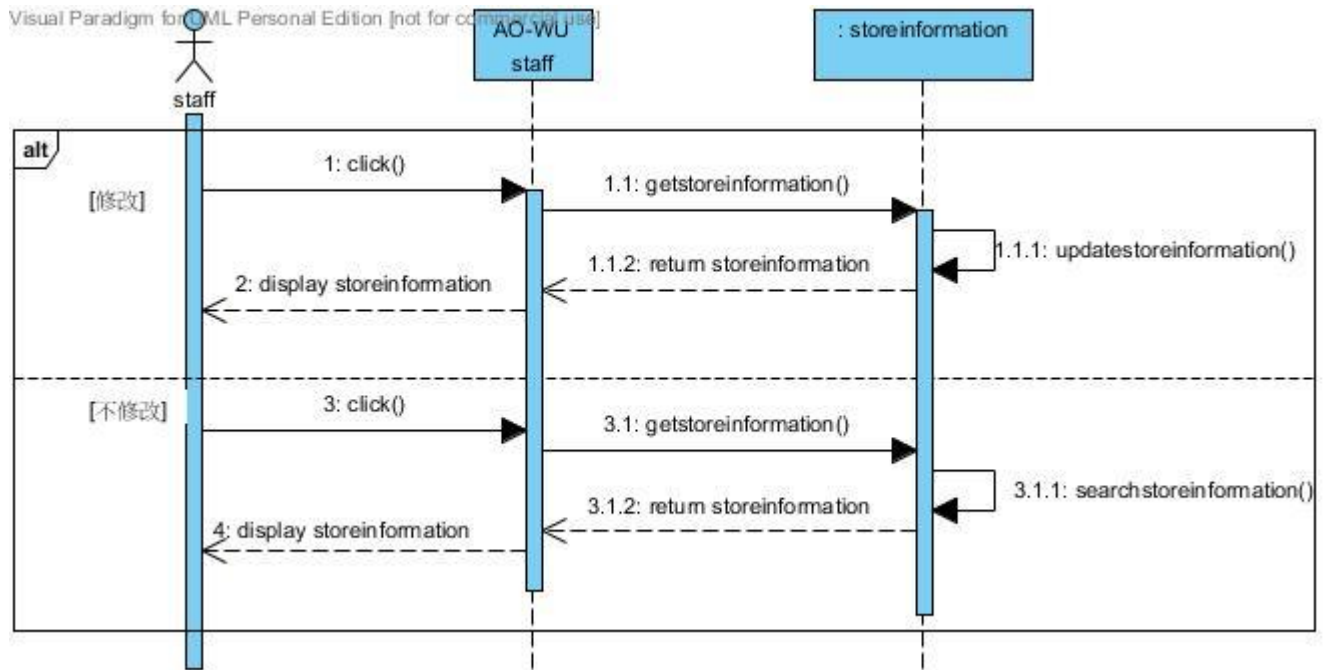 Visual Paradigm for UML Personal Edition [not for commercial use]
staff
AO-WU
staff
: storeinformation
alt
[修改]
1: click()
1.1: getstoreinformation()
1.1.1: updatestoreinformation()
1.1.2: return storeinformation
2: display storeinformation
[不修改]
3: click()
3.1: getstoreinformation()
3.1.1: searchstoreinformation()
3.1.2: return storeinformation
4: display storeinformation